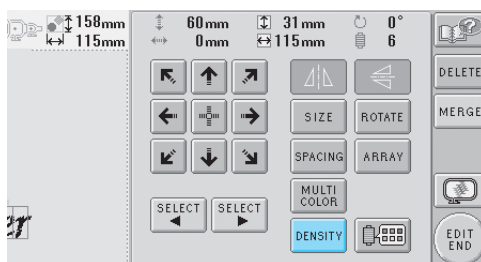 158mm 60mm 31mm 0°
115mm 0mm 115mm 6
DELETE
SIZE ROTATE MERGE
SPACING ARRAY
MULTI
COLOR
SELECT SELECT
DENSITY EDIT
END